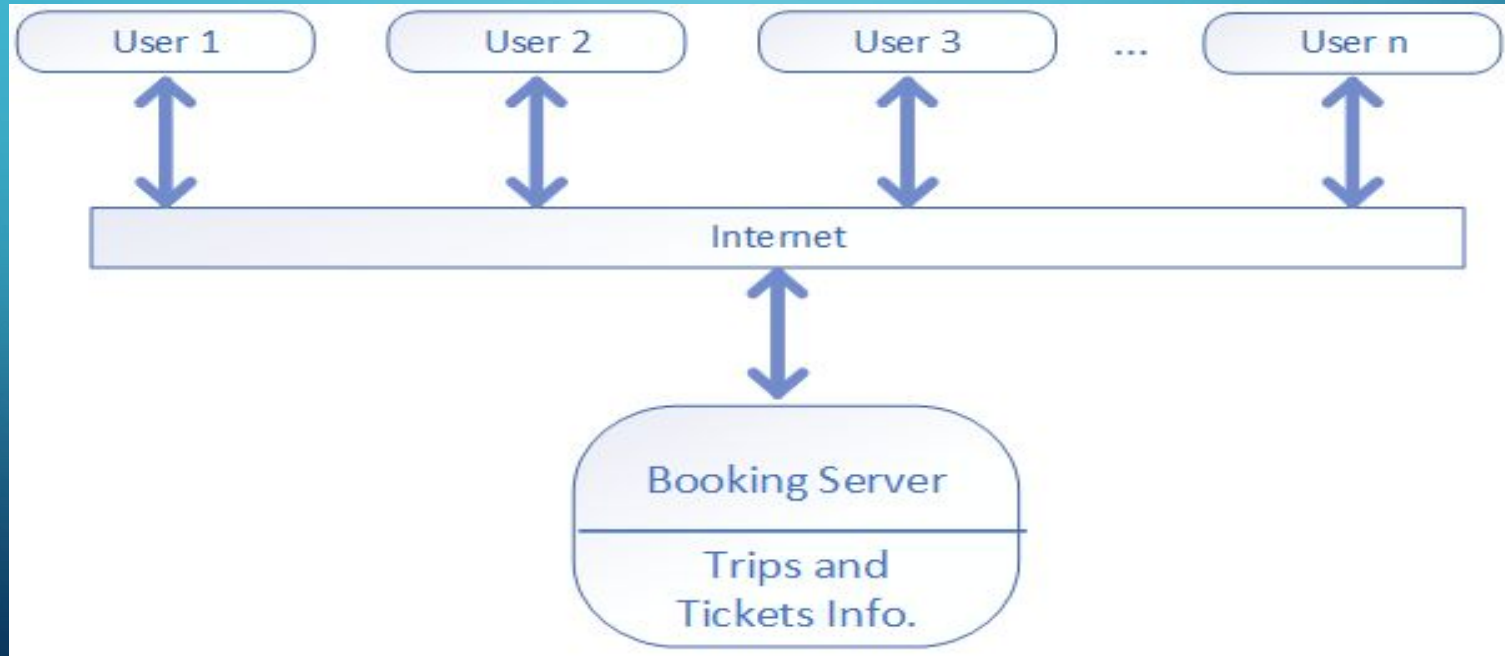 User 1
User 2
User 3
...
User n
Internet
Booking Server
Trips and
Tickets Info.